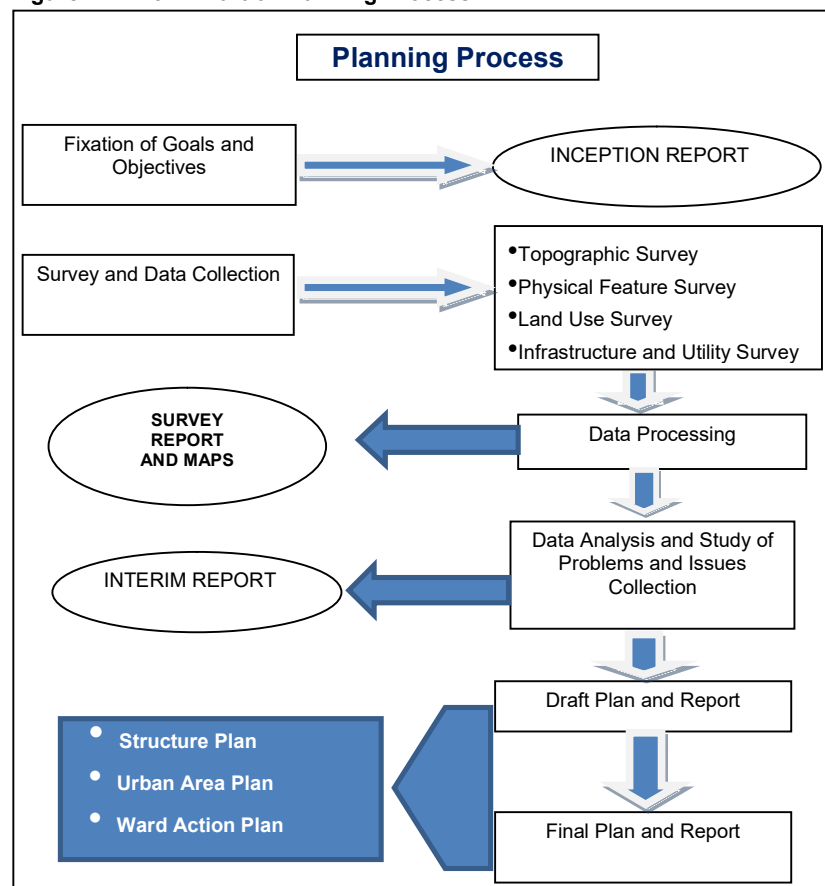 Planning Process
Fixation of Goals and
Objectives
INCEPTION REPORT
Survey and Data Collection
•Topographic Survey
•Physical Feature Survey
•Land Use Survey
•Infrastructure and Utility Survey
SURVEY
REPORT
AND MAPS
Data Processing
INTERIM REPORT
Data Analysis and Study of
Problems and Issues
Collection
Draft Plan and Report
• Structure Plan
• Urban Area Plan
• Ward Action Plan
Final Plan and Report